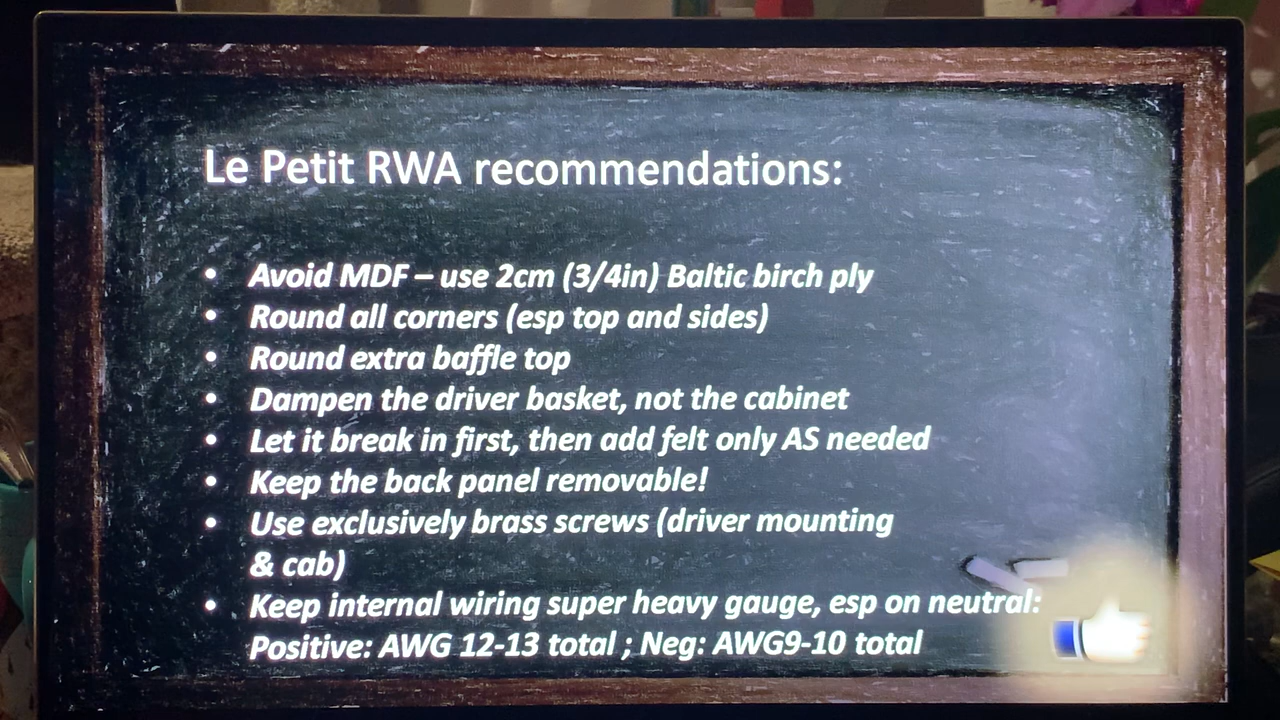 Le Petit RWA recommendations:
• Avoid MDF – use 2cm (3/4in) Baltic birch ply
• Round all corners (esp top and sides)
• Round extra baffle top
• Dampen the driver basket, not the cabinet
• Let it break in first, then add felt only AS needed
• Keep the back panel removable!
• Use exclusively brass screws (driver mounting
& cab)
• Keep internal wiring super heavy gauge, esp on neutral:
Positive: AWG 12-13 total ; Neg: AWG9-10 total